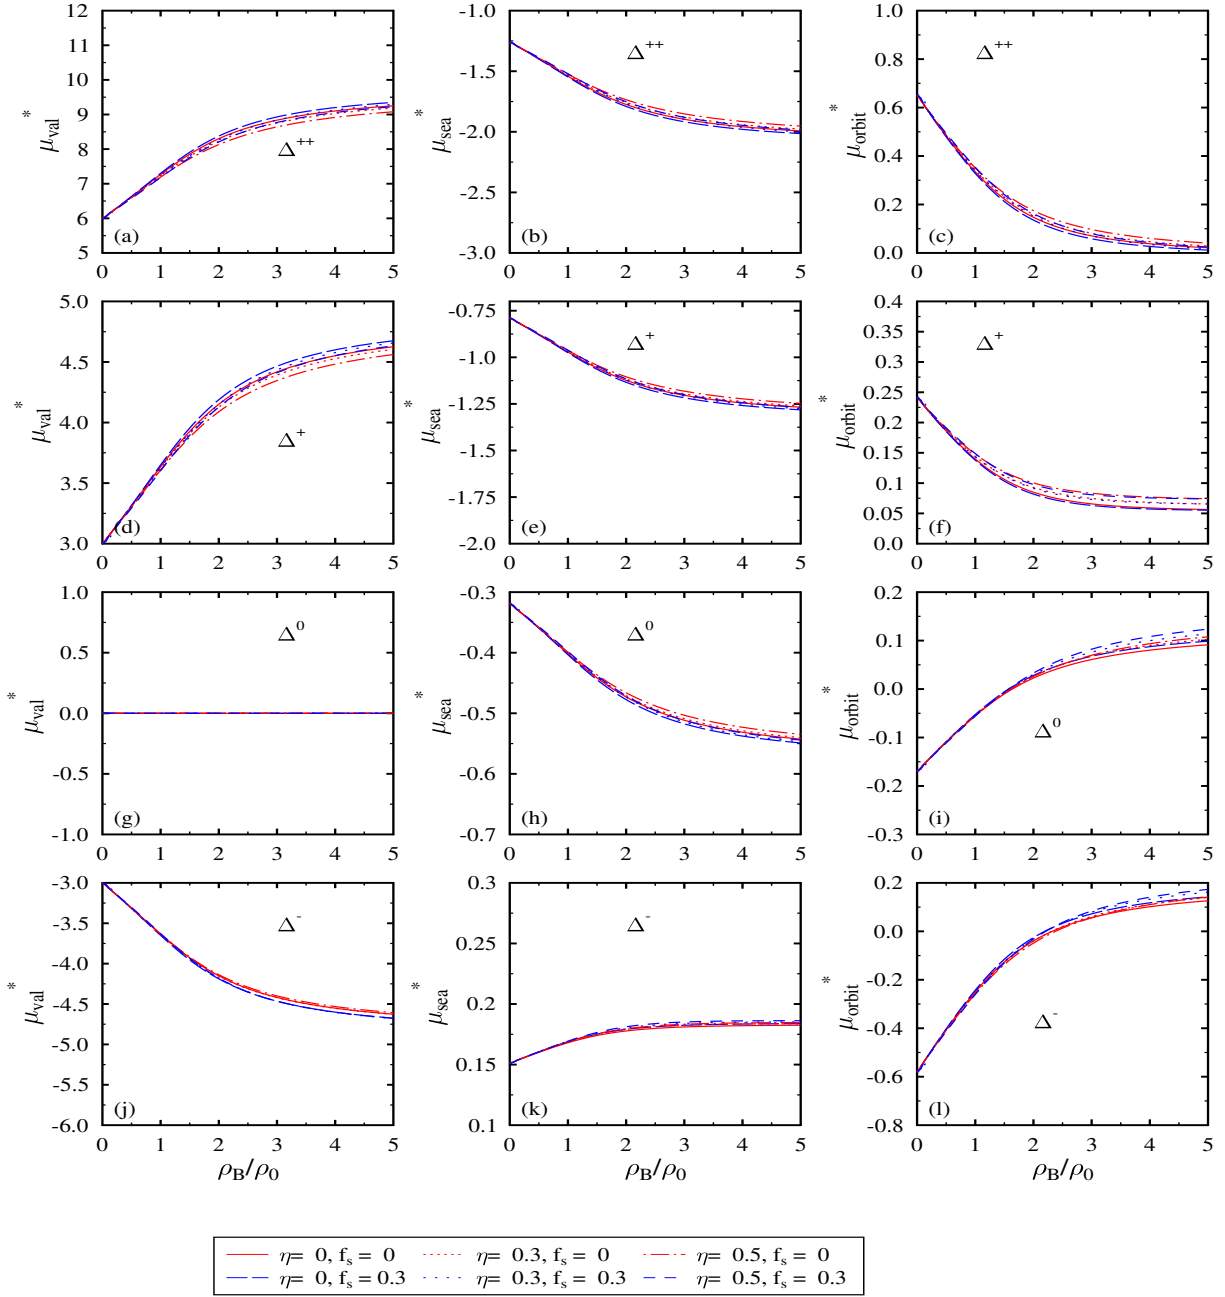 12
11
10
9
8
7
6
5
μ*val
Δ++
(a)
0 1 2 3 4 5
-1.0
-1.5
-2.0
-2.5
-3.0
μ*sea
Δ++
(b)
0 1 2 3 4 5
1.0
0.8
0.6
0.4
0.2
0.0
μ*orbit
Δ++
(c)
0 1 2 3 4 5
5.0
4.5
4.0
3.5
3.0
μ*val
Δ+
(d)
0 1 2 3 4 5
-0.75
-1.0
-1.25
-1.5
-1.75
-2.0
μ*sea
Δ+
(e)
0 1 2 3 4 5
0.4
0.35
0.3
0.25
0.2
0.15
0.1
0.05
0.0
μ*orbit
Δ+
(f)
0 1 2 3 4 5
1.0
0.5
0.0
-0.5
-1.0
μ*val
Δ0
(g)
0 1 2 3 4 5
-0.3
-0.4
-0.5
-0.6
-0.7
μ*sea
Δ0
(h)
0 1 2 3 4 5
0.2
0.1
0.0
-0.1
-0.2
-0.3
μ*orbit
Δ0
(i)
0 1 2 3 4 5
-3.0
-3.5
-4.0
-4.5
-5.0
-5.5
-6.0
μ*val
Δ-
(j)
0 1 2 3 4 5
ρB/ρ0
0.3
0.25
0.2
0.15
0.1
μ*sea
Δ-
(k)
0 1 2 3 4 5
ρB/ρ0
0.2
0.0
-0.2
-0.4
-0.6
-0.8
μ*orbit
Δ-
(l)
0 1 2 3 4 5
ρB/ρ0
η= 0, fs = 0 η= 0.3, fs = 0 η= 0.5, fs = 0
η= 0, fs = 0.3 η= 0.3, fs = 0.3 η= 0.5, fs = 0.3